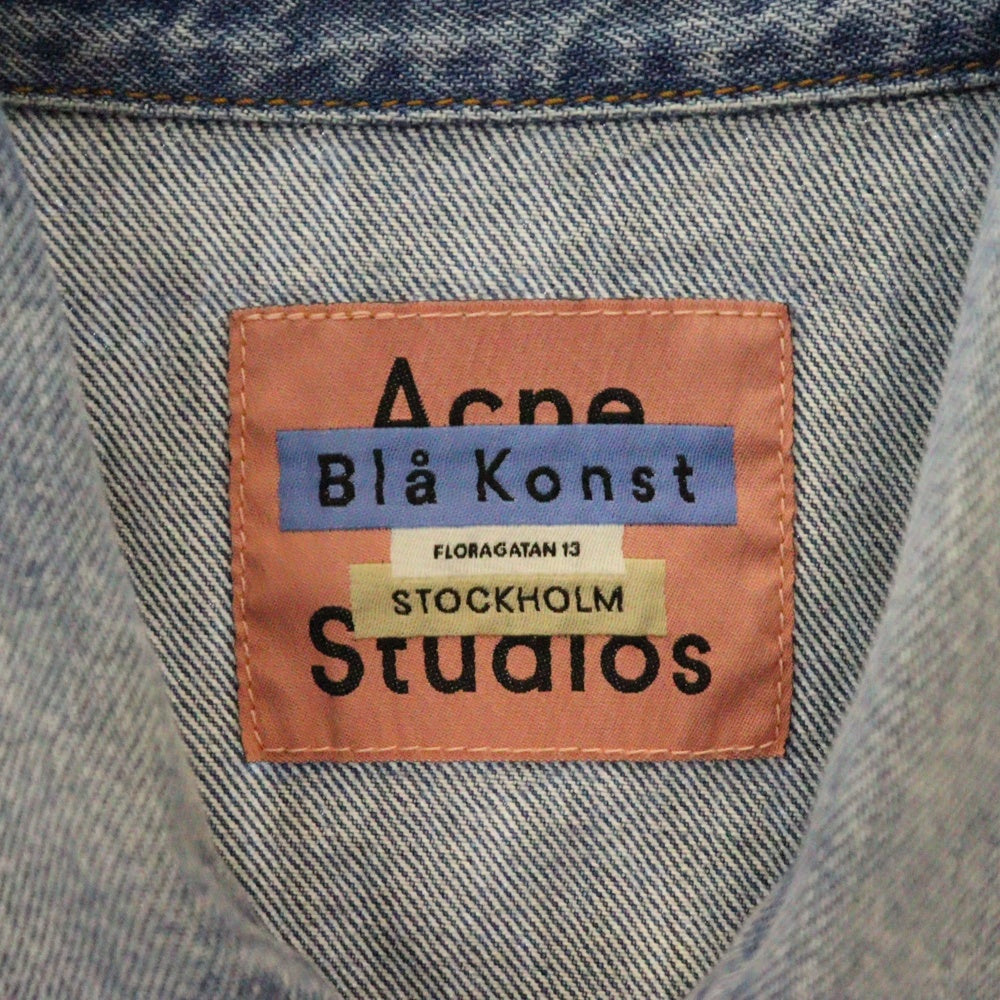 Acne
Blå Konst
FLORAGATAN 13
STOCKHOLM
Studios